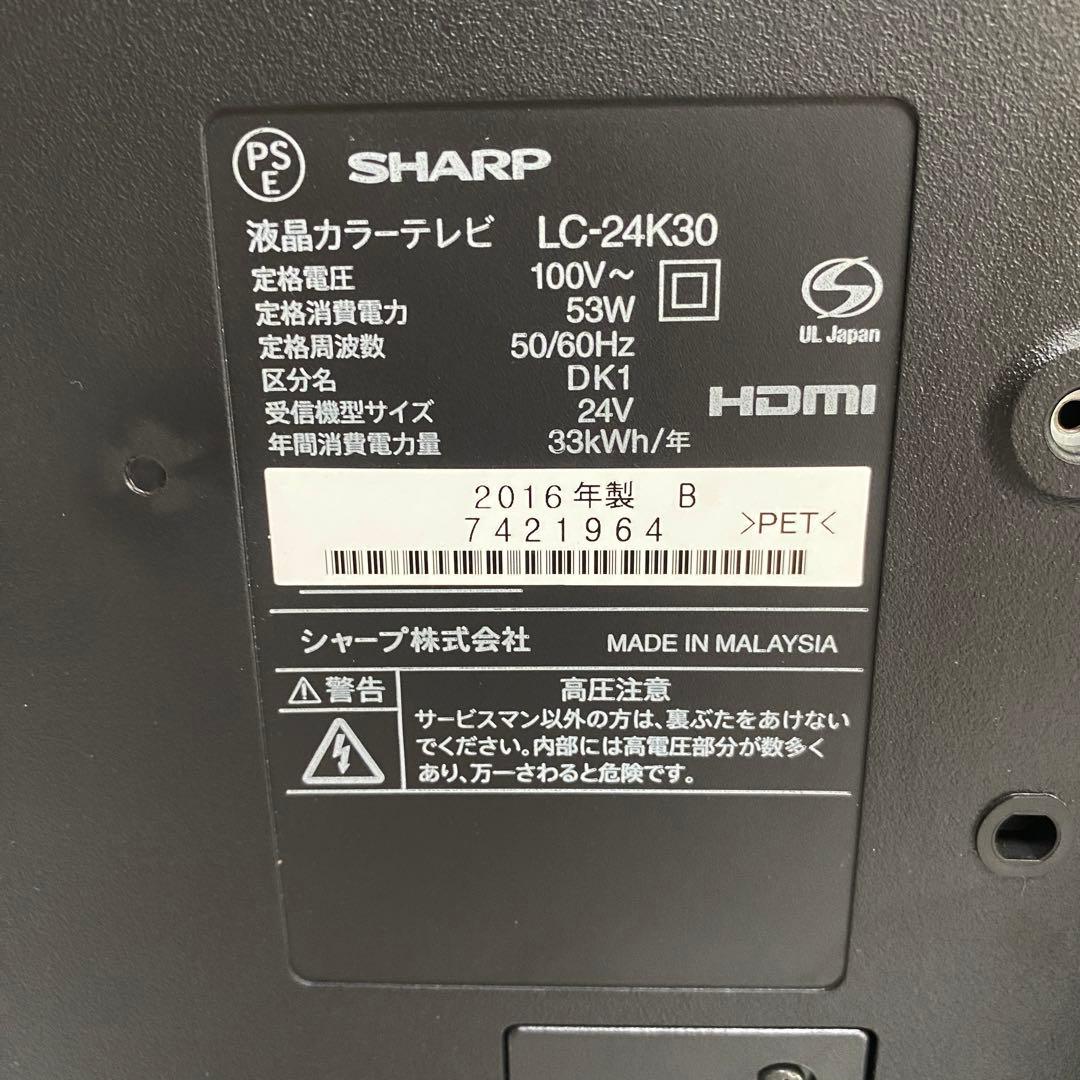 PS
E
SHARP
液晶カラーテレビ LC-24K30
定格電圧 100V~
定格消費電力 53W
定格周波数 50/60Hz
区分名 DK1
受信機型サイズ 24V
年間消費電力量 33kWh/年
UL Japan
HDMI
2016年製 B
7421964 >PET<
シャープ株式会社 MADE IN MALAYSIA
⚠警告 高圧注意
サービスマン以外の方は、裏ぶたをあけない
でください。内部には高電圧部分が数多く
あり、万一さわると危険です。